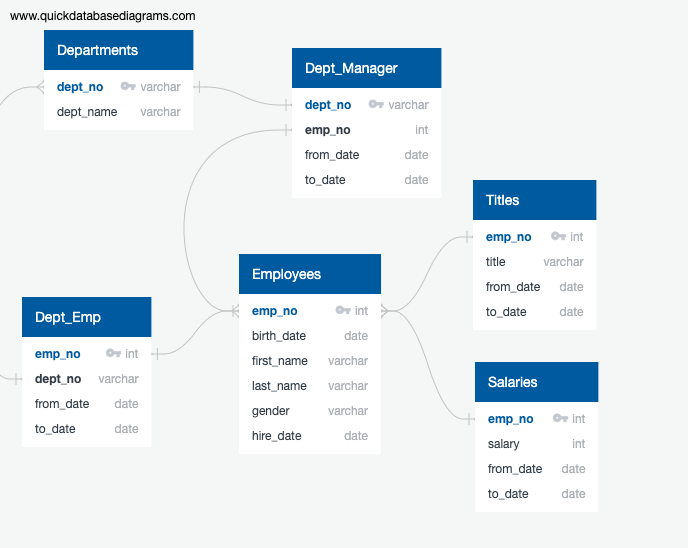 www.quickdatabasediagrams.com
Departments
dept_no varchar
dept_name varchar
Dept_Manager
dept_no varchar
emp_no int
from_date date
to_date date
Titles
emp_no int
title varchar
from_date date
to_date date
Employees
emp_no int
birth_date date
first_name varchar
last_name varchar
gender varchar
hire_date date
Dept_Emp
emp_no int
dept_no varchar
from_date date
to_date date
Salaries
emp_no int
salary int
from_date date
to_date date